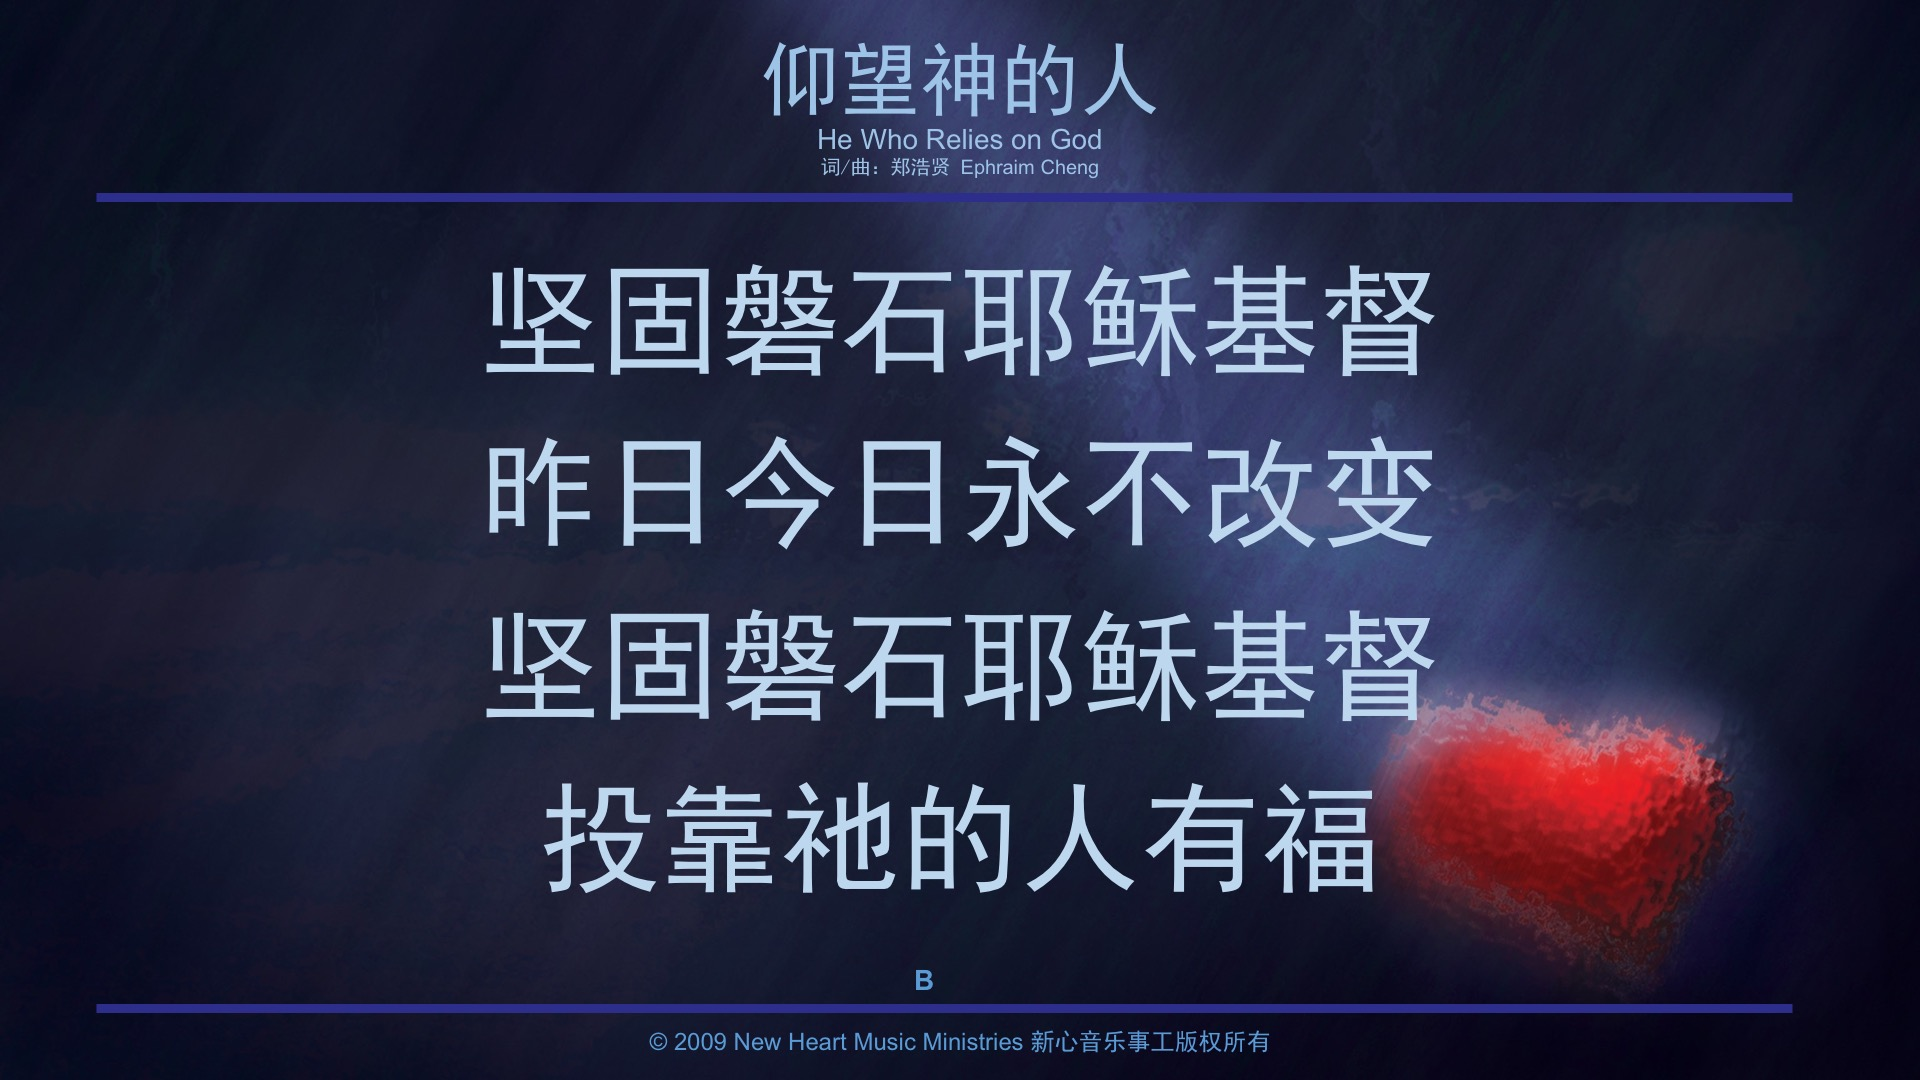 仰望神的人
He Who Relies on God
词/曲：郑浩贤 Ephraim Cheng
坚固磐石耶稣基督
昨日今日永不改变
坚固磐石耶稣基督
投靠祂的人有福
B
© 2009 New Heart Music Ministries 新心音乐事工版权所有